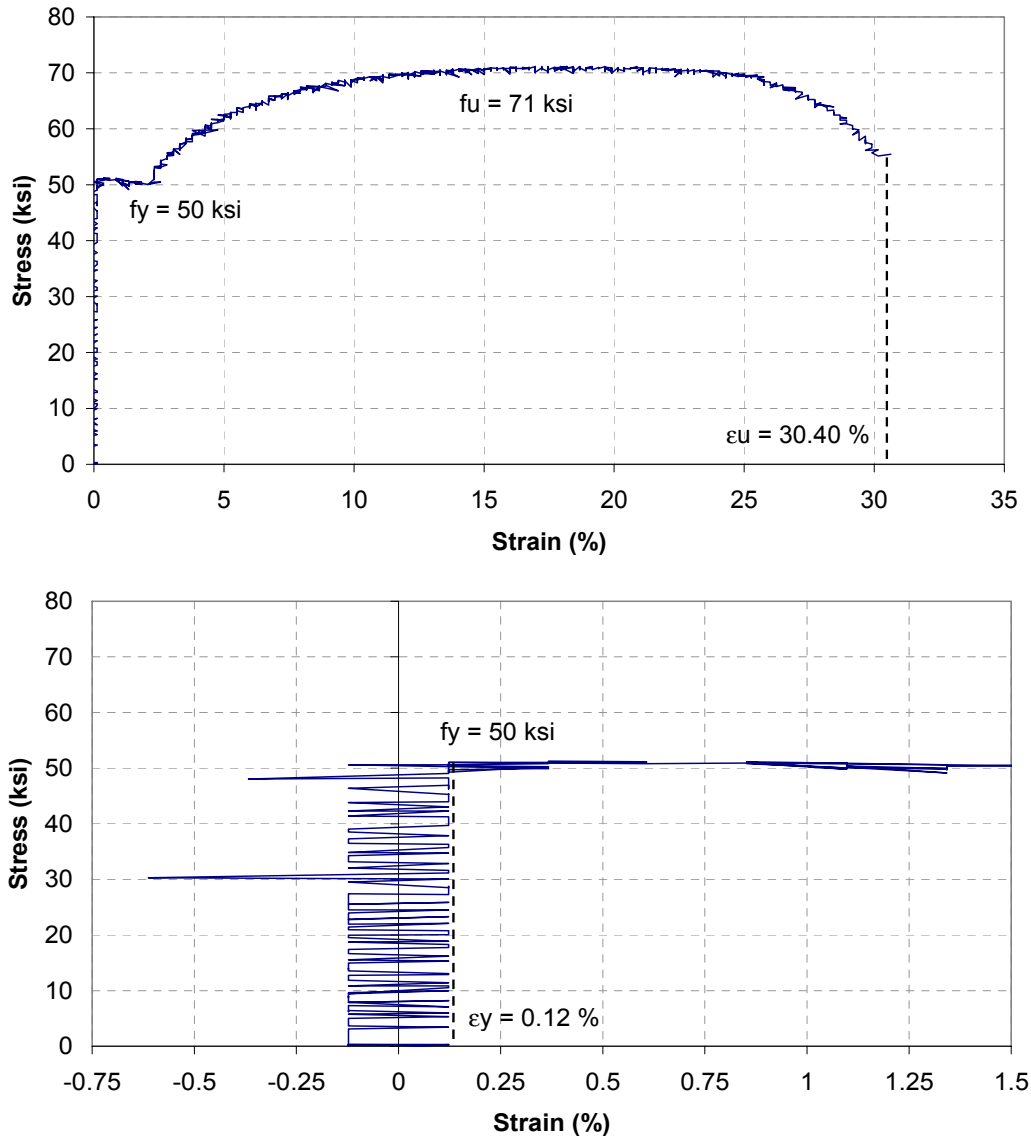 80
70
60
50
40
30
20
10
0
Stress (ksi)
fu = 71 ksi
fy = 50 ksi
εu = 30.40 %
0 5 10 15 20 25 30 35
Strain (%)
80
70
60
50
40
30
20
10
0
Stress (ksi)
fy = 50 ksi
εy = 0.12 %
-0.75 -0.5 -0.25 0 0.25 0.5 0.75 1 1.25 1.5
Strain (%)